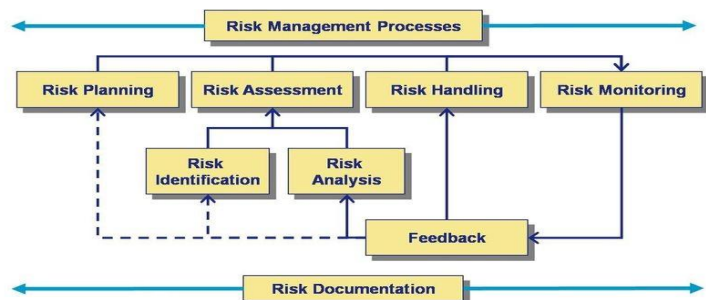 Risk Management Processes
Risk Planning
Risk Assessment
Risk Handling
Risk Monitoring
Risk
Identification
Risk
Analysis
Feedback
Risk Documentation